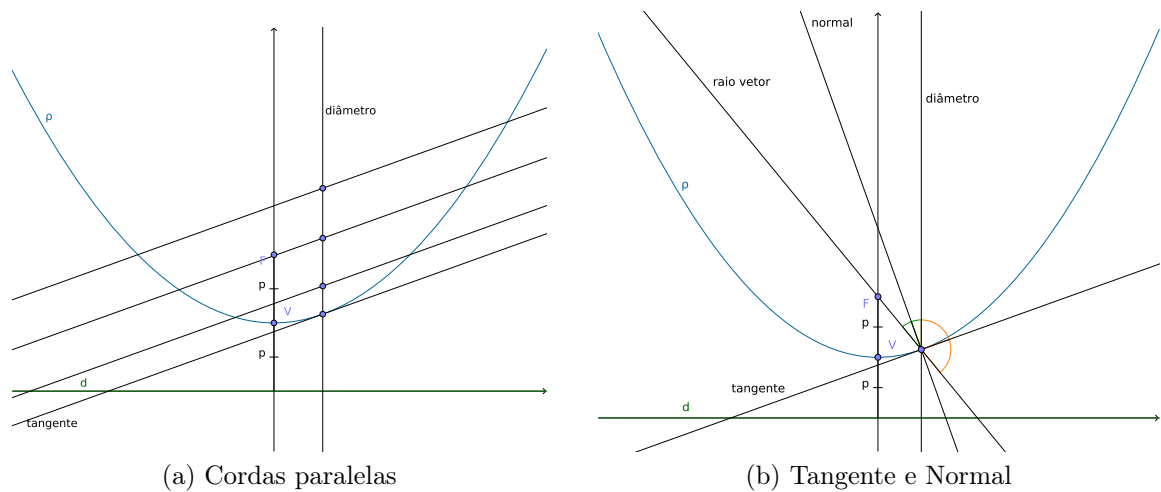 diâmetro
ρ
F
p
V
p
d
tangente
(a) Cordas paralelas
normal
raio vetor
diâmetro
ρ
F
p
V
tangente
p
d
(b) Tangente e Normal